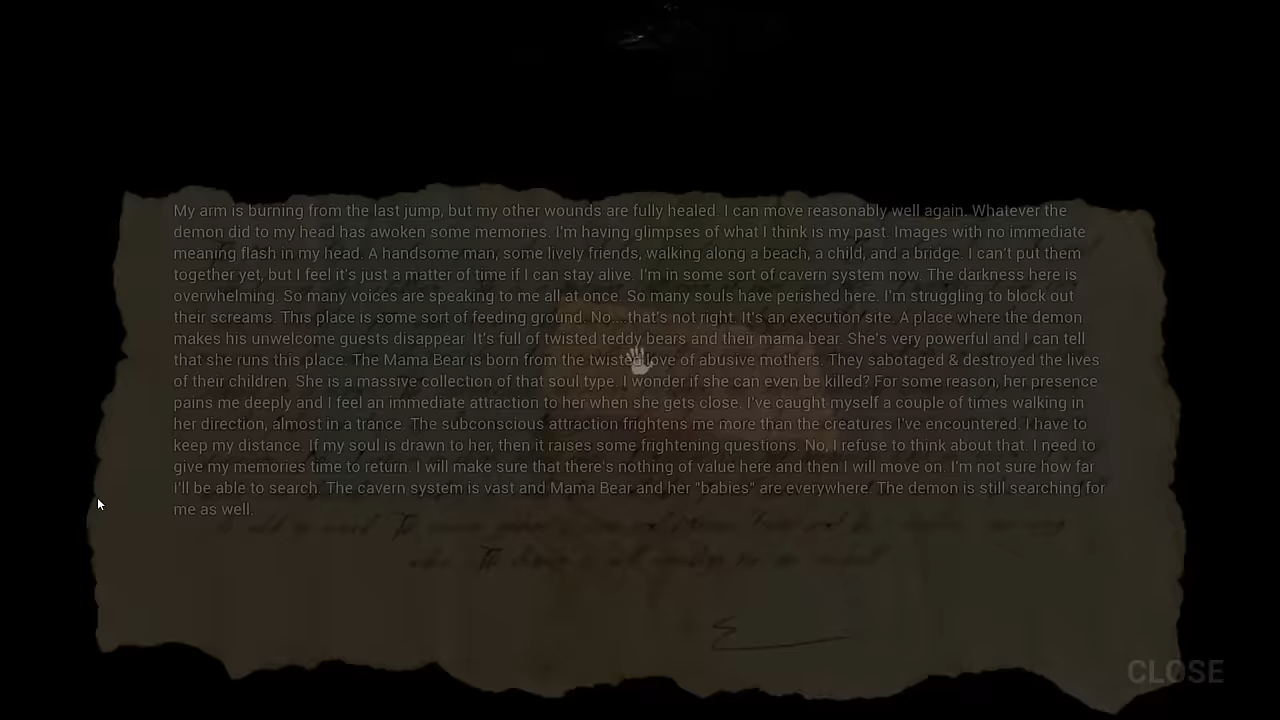 My arm is burning from the last jump, but my other wounds are fully healed. I can move reasonably well again. Whatever the
demon did to my head has awoken some memories. I'm having glimpses of what I think is my past. Images with no immediate
meaning flash in my head. A handsome man, some lively friends, walking along a beach, a child, and a bridge. I can't put them
together yet, but I feel it's just a matter of time if I can stay alive. I'm in some sort of cavern system now. The darkness here is
overwhelming. So many voices are speaking to me all at once. So many souls have perished here. I'm struggling to block out
their screams. This place is some sort of feeding ground. No....that's not right. It's an execution site. A place where the demon
makes his unwelcome guests disappear. It's full of twisted teddy bears and their mama bear. She's very powerful and I can tell
that she runs this place. The Mama Bear is born from the twisted love of abusive mothers. They sabotaged & destroyed the lives
of their children. She is a massive collection of that soul type. I wonder if she can even be killed? For some reason, her presence
pains me deeply and I feel an immediate attraction to her when she gets close. I've caught myself a couple of times walking in
her direction, almost in a trance. The subconscious attraction frightens me more than the creatures I've encountered. I have to
keep my distance. If my soul is drawn to her, then it raises some frightening questions. No, I refuse to think about that. I need to
give my memories time to return. I will make sure that there's nothing of value here and then I will move on. I'm not sure how far
I'll be able to search. The cavern system is vast and Mama Bear and her "babies" are everywhere. The demon is still searching for
me as well.
CLOSE